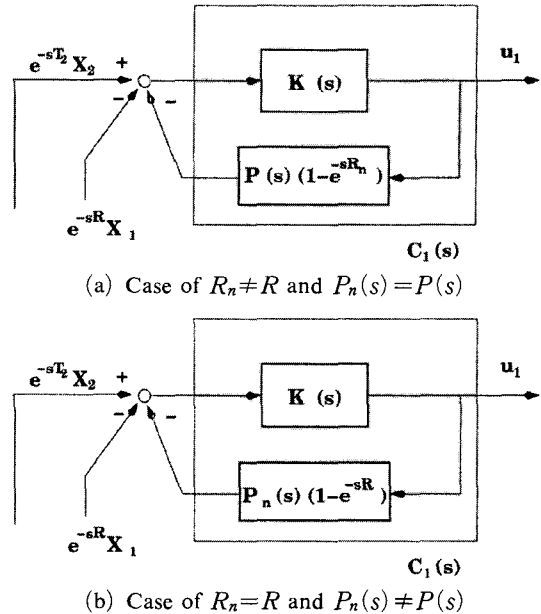 e^{-sT_2} X_2 + u_1
K (s)
- -
P (s) (1-e^{-sR_n})
e^{-sR} X_1
C_1 (s)
(a) Case of R_n≠R and P_n(s)=P(s)
e^{-sT_2} X_2 + u_1
K (s)
- -
P_n (s) (1-e^{-sR})
e^{-sR} X_1
C_1 (s)
(b) Case of R_n=R and P_n(s)≠P(s)